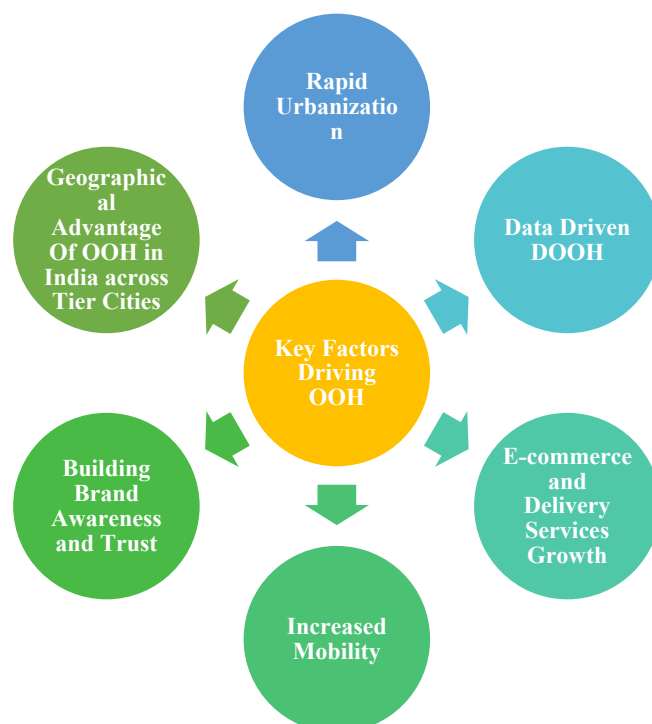 Rapid
Urbanizatio
n
Geographic
al
Advantage
Of OOH in
India across
Tier Cities
Data Driven
DOOH
Key Factors
Driving
OOH
Building
Brand
Awareness
and Trust
E-commerce
and
Delivery
Services
Growth
Increased
Mobility